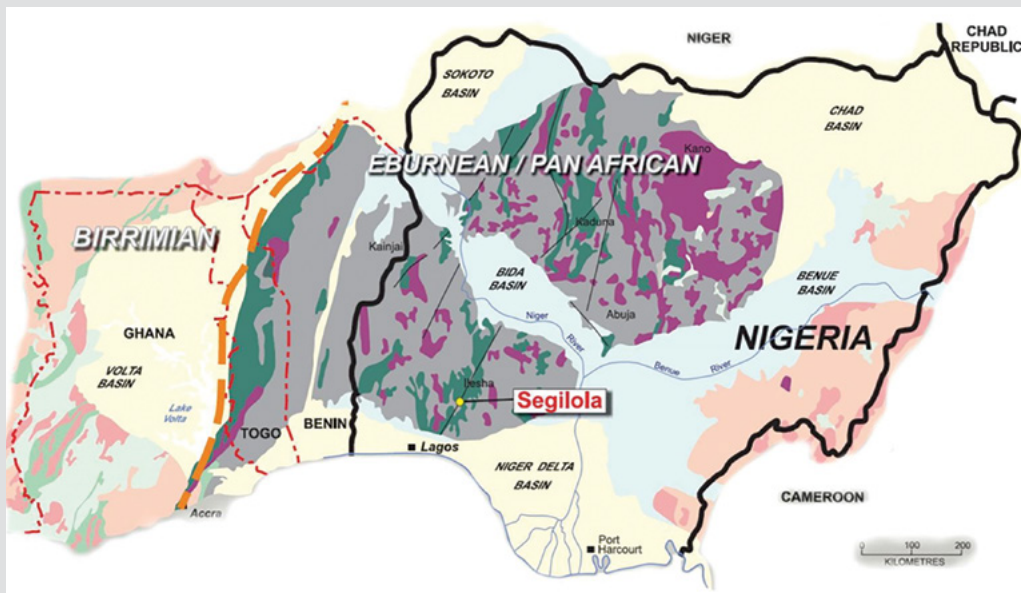 NIGER
CHAD
REPUBLIC
SOKOTO
BASIN
CHAD
BASIN
EBURNEAN / PAN AFRICAN
Kano
BIRRIMIAN
Kainjai
Kaduna
BIDA
BASIN
BENUE
BASIN
GHANA
Niger
River
Abuja
NIGERIA
VOLTA
BASIN
Benue
River
Ilesha
Segilola
Lake
Volta
TOGO
BENIN
Lagos
NIGER DELTA
BASIN
CAMEROON
Accra
Port
Harcourt
0 100 200
KILOMETRES